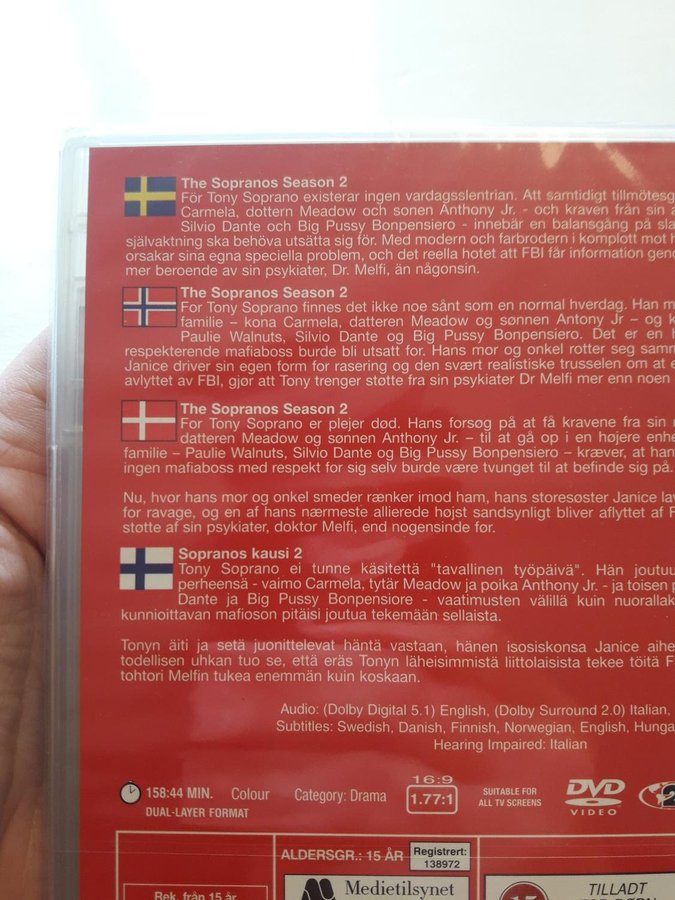 The Sopranos Season 2
För Tony Soprano existerar ingen vardagsslentrian. Att samtidigt tillmötesg
Carmela, dottern Meadow och sonen Anthony Jr. - och kraven från sin a
Silvio Dante och Big Pussy Bonpensiero - innebär en balansgång på sla
självaktning ska behöva utsätta sig för. Med modern och farbrodern i komplott mot h
orsakar sina egna speciella problem, och det reella hotet att FBI får information geno
mer beroende av sin psykiater, Dr. Melfi, än någonsin.
The Sopranos Season 2
For Tony Soprano finnes det ikke noe sånt som en normal hverdag. Han m
familie – kona Carmela, datteren Meadow og sønnen Antony Jr – og k
Paulie Walnuts, Silvio Dante og Big Pussy Bonpensiero. Det er en h
respekterende mafiaboss burde bli utsatt for. Hans mor og onkel rotter seg samm
Janice driver sin egen form for rasering og den svært realistiske trusselen om at e
avlyttet av FBI, gjør att Tony trenger støtte fra sin psykiater Dr Melfi mer enn noen
The Sopranos Season 2
For Tony Soprano er plejer død. Hans forsøg på at få kravene fra sin
datteren Meadow og sønnen Anthony Jr. – til at gå op i en højere enhe
familie – Paulie Walnuts, Silvio Dante og Big Pussy Bonpensiero – kræver, at han
ingen mafiaboss med respekt for sig selv burde være tvunget til at befinde sig på.
Nu, hvor hans mor og onkel smeder rænker imod ham, hans storesøster Janice lav
for ravage, og en af hans nærmeste allierede højst sandsynligt bliver aflyttet af F
støtte af sin psykiater, doktor Melfi, end nogensinde før.
Sopranos kausi 2
Tony Soprano ei tunne käsitettä "tavallinen työpäivä". Hän joutuu
perheensä - vaimo Carmela, tytär Meadow ja poika Anthony Jr. - ja toisen p
Dante ja Big Pussy Bonpensiore - vaatimusten välillä kuin nuorallak
kunnioittavan mafioson pitäisi joutua tekemään sellaista.
Tonyn äiti ja setä juonittelevat häntä vastaan, hänen isosiskonsa Janice aihe
todellisen uhkan tuo se, että eräs Tonyn läheisimmistä liittolaisista tekee töitä F
tohtori Melfin tukea enemmän kuin koskaan.
Audio: (Dolby Digital 5.1) English, (Dolby Surround 2.0) Italian,
Subtitles: Swedish, Danish, Finnish, Norwegian, English, Hunga
Hearing Impaired: Italian
158:44 MIN. Colour Category: Drama 16:9 1.77:1 SUITABLE FOR ALL TV SCREENS DVD VIDEO 2
DUAL-LAYER FORMAT
ALDERSGR.: 15 ÅR Registrert: 138972
Rek. från 15 år Medietilsynet 15 TILLADT